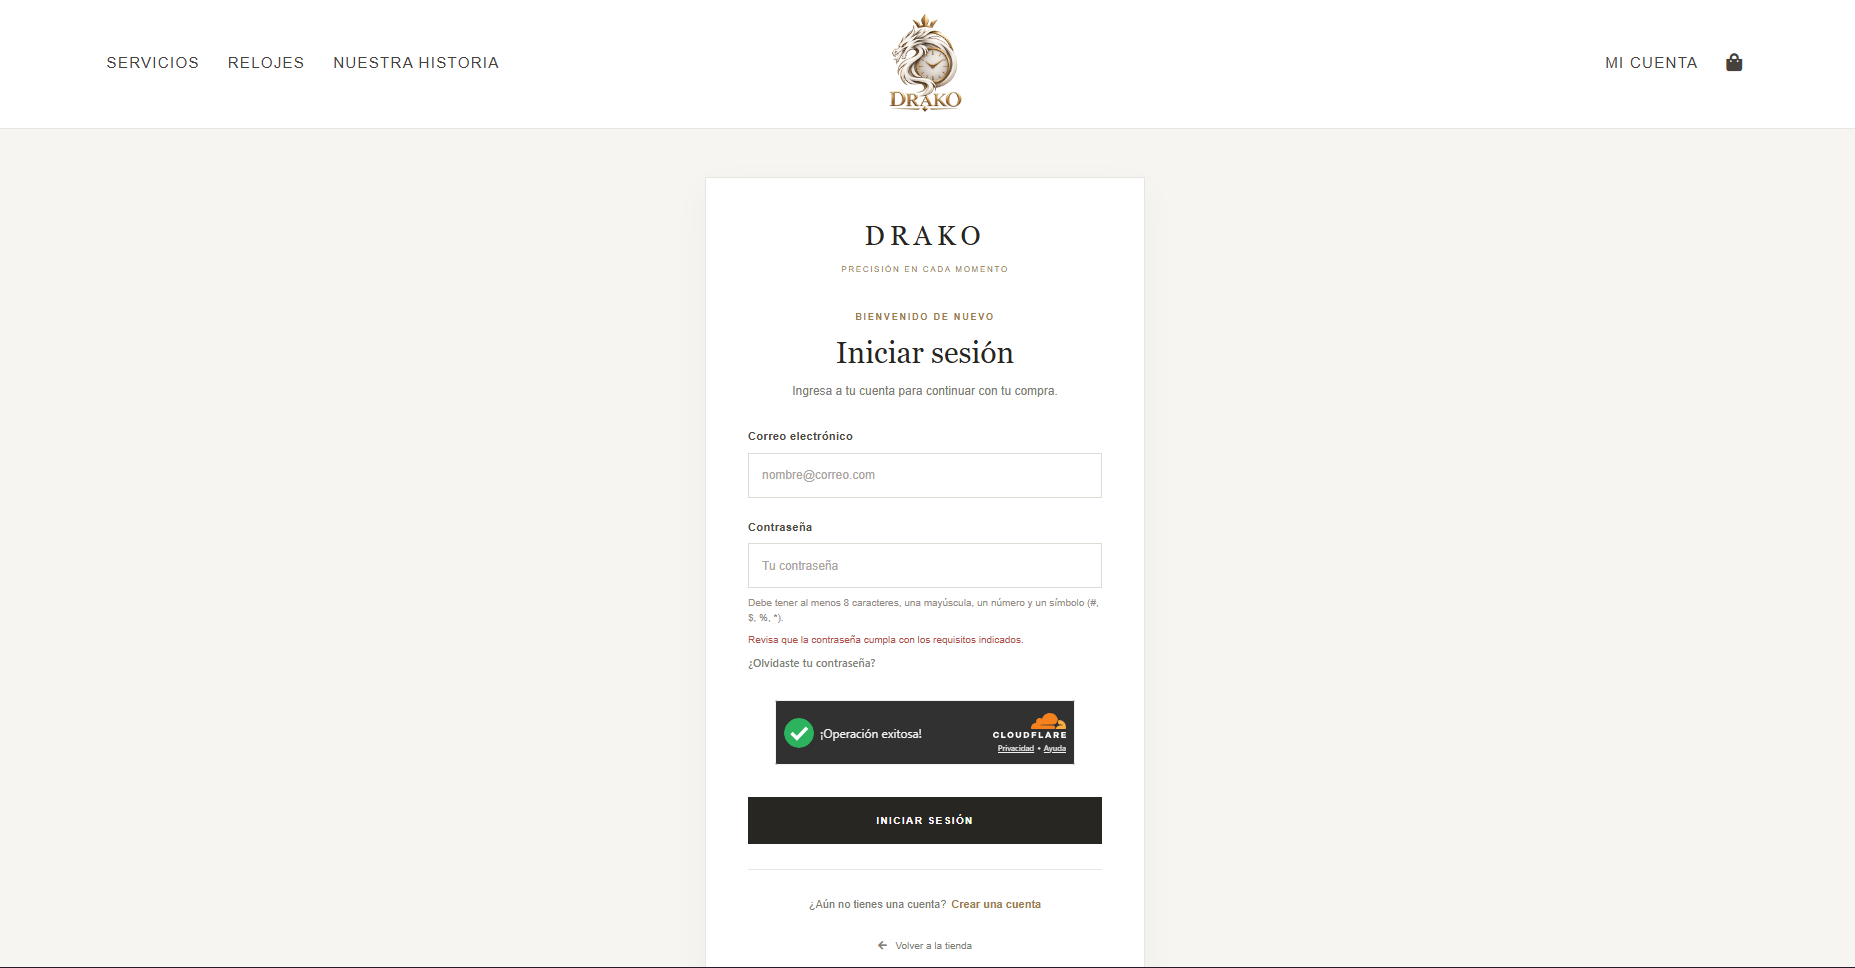 SERVICIOS RELOJES NUESTRA HISTORIA
DRAKO
MI CUENTA
DRAKO
PRECISIÓN EN CADA MOMENTO
BIENVENIDO DE NUEVO
Iniciar sesión
Ingresa a tu cuenta para continuar con tu compra.
Correo electrónico
nombre@correo.com
Contraseña
Tu contraseña
Debe tener al menos 8 caracteres, una mayúscula, un número y un símbolo (#,
$, %, *).
Revisa que la contraseña cumpla con los requisitos indicados.
¿Olvidaste tu contraseña?
¡Operación exitosa!
CLOUDFLARE
Privacidad • Ayuda
INICIAR SESIÓN
¿Aún no tienes una cuenta? Crear una cuenta
← Volver a la tienda